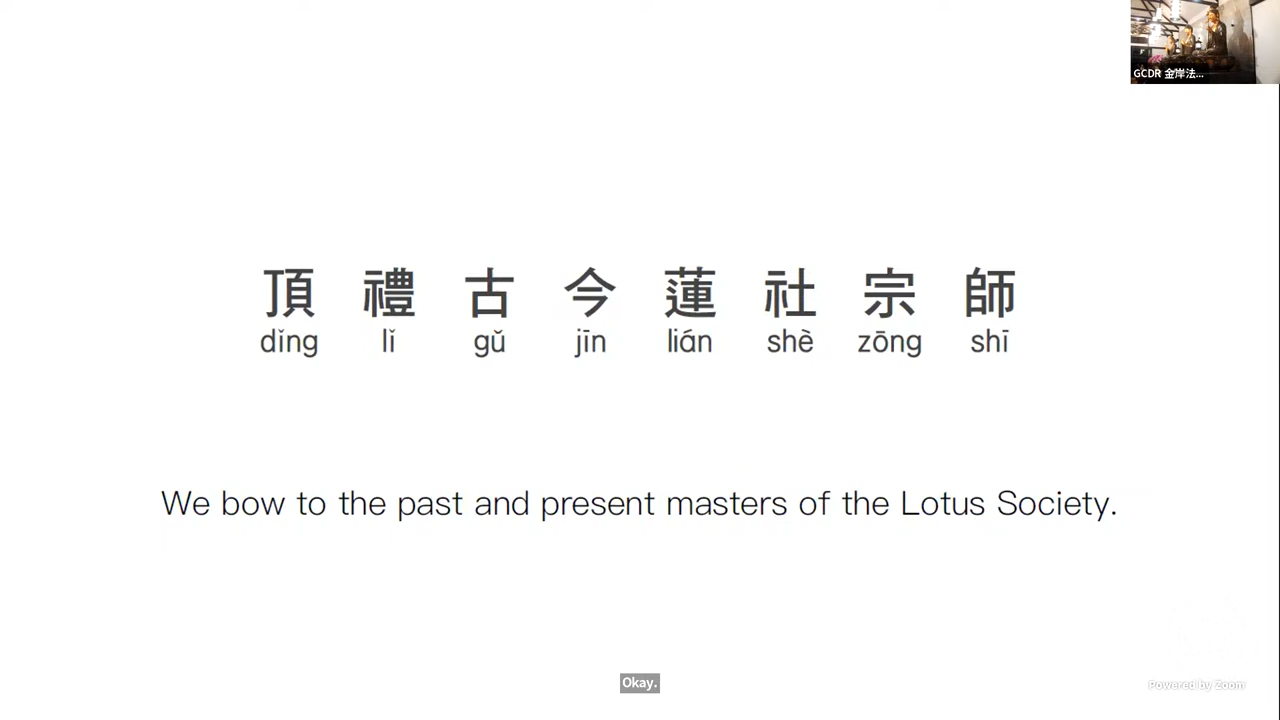 GCDR 金岸法...
頂 禮 古 今 蓮 社 宗 師
dǐng lǐ gǔ jīn lián shè zōng shī
We bow to the past and present masters of the Lotus Society.
Okay.
Powered by Zoom